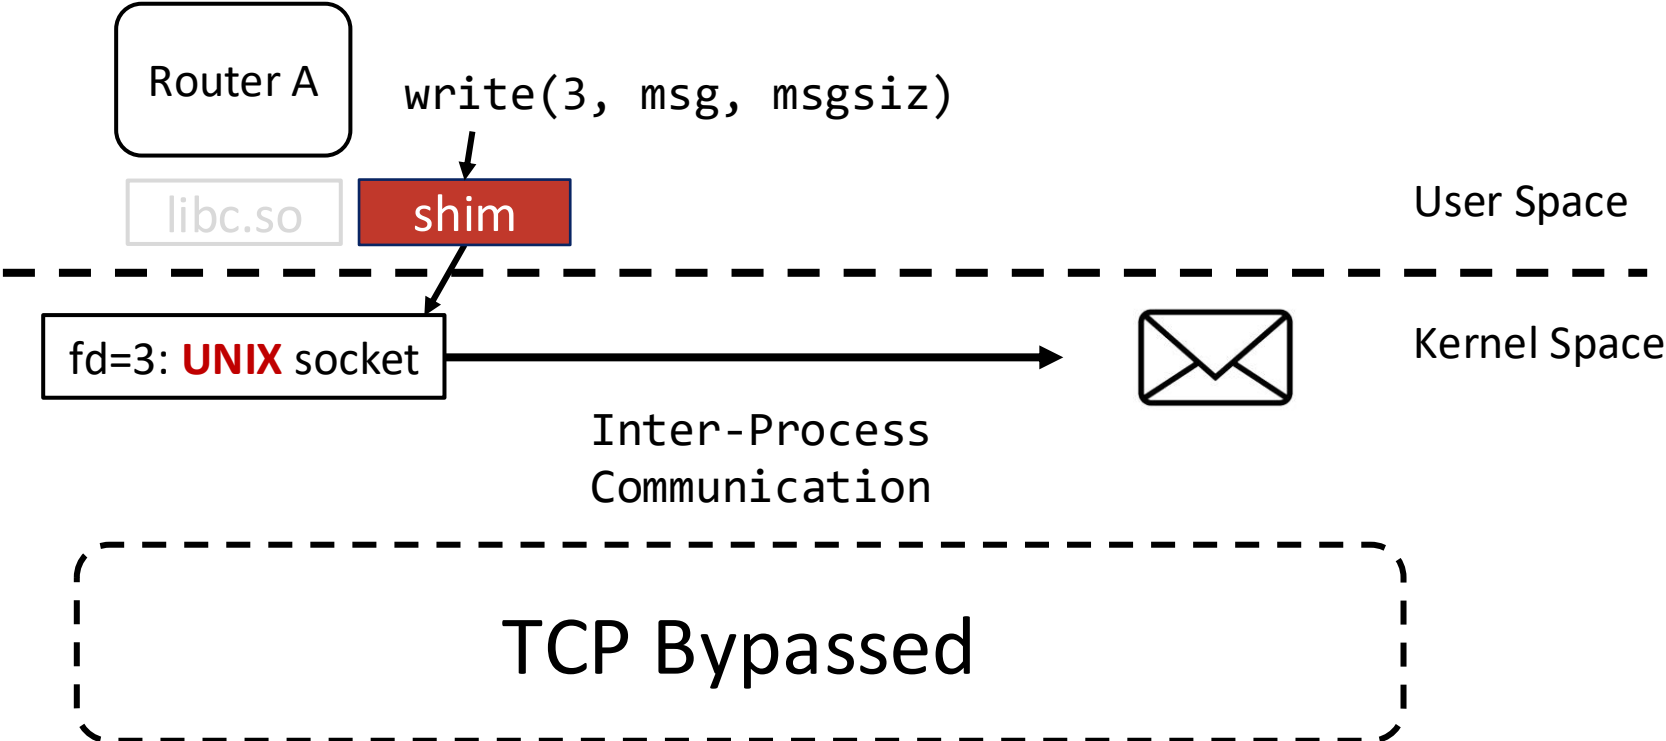 Router A
write(3, msg, msgsiz)
libc.so
shim
User Space
fd=3: UNIX socket
Kernel Space
Inter-Process
Communication
TCP Bypassed